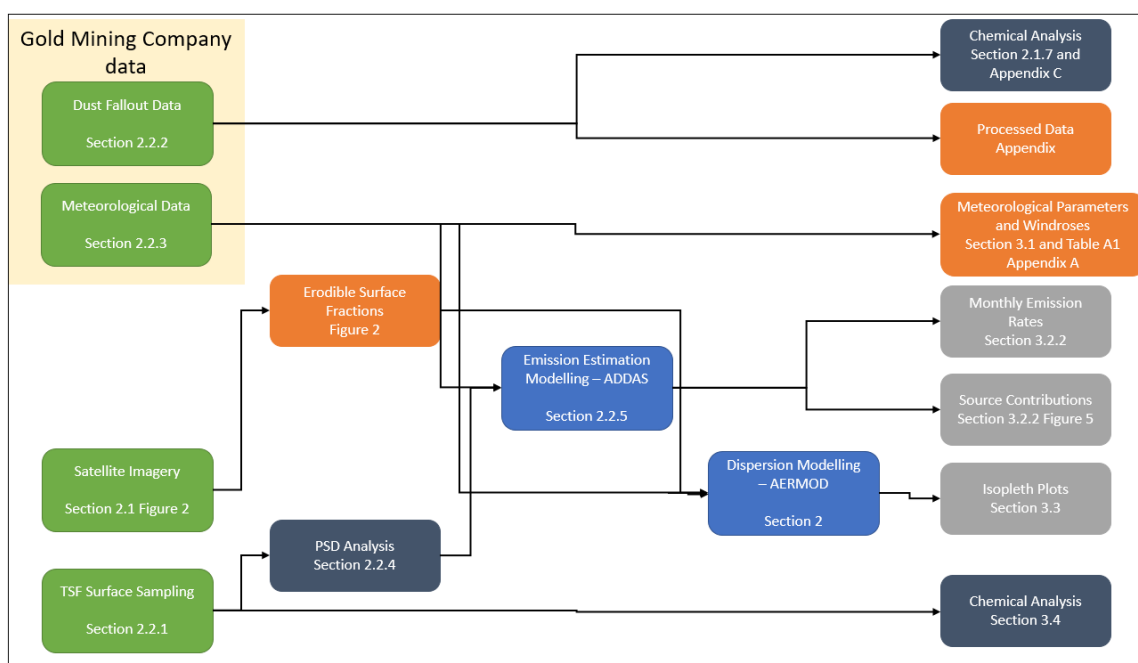 Gold Mining Company
data
Dust Fallout Data
Section 2.2.2
Meteorological Data
Section 2.2.3
Satellite Imagery
Section 2.1 Figure 2
TSF Surface Sampling
Section 2.2.1
Erodible Surface
Fractions
Figure 2
PSD Analysis
Section 2.2.4
Emission Estimation
Modelling – ADDAS
Section 2.2.5
Dispersion Modelling
– AERMOD
Section 2
Chemical Analysis
Section 2.1.7 and
Appendix C
Processed Data
Appendix
Meteorological Parameters
and Windroses
Section 3.1 and Table A1
Appendix A
Monthly Emission
Rates
Section 3.2.2
Source Contributions
Section 3.2.2 Figure 5
Isopleth Plots
Section 3.3
Chemical Analysis
Section 3.4